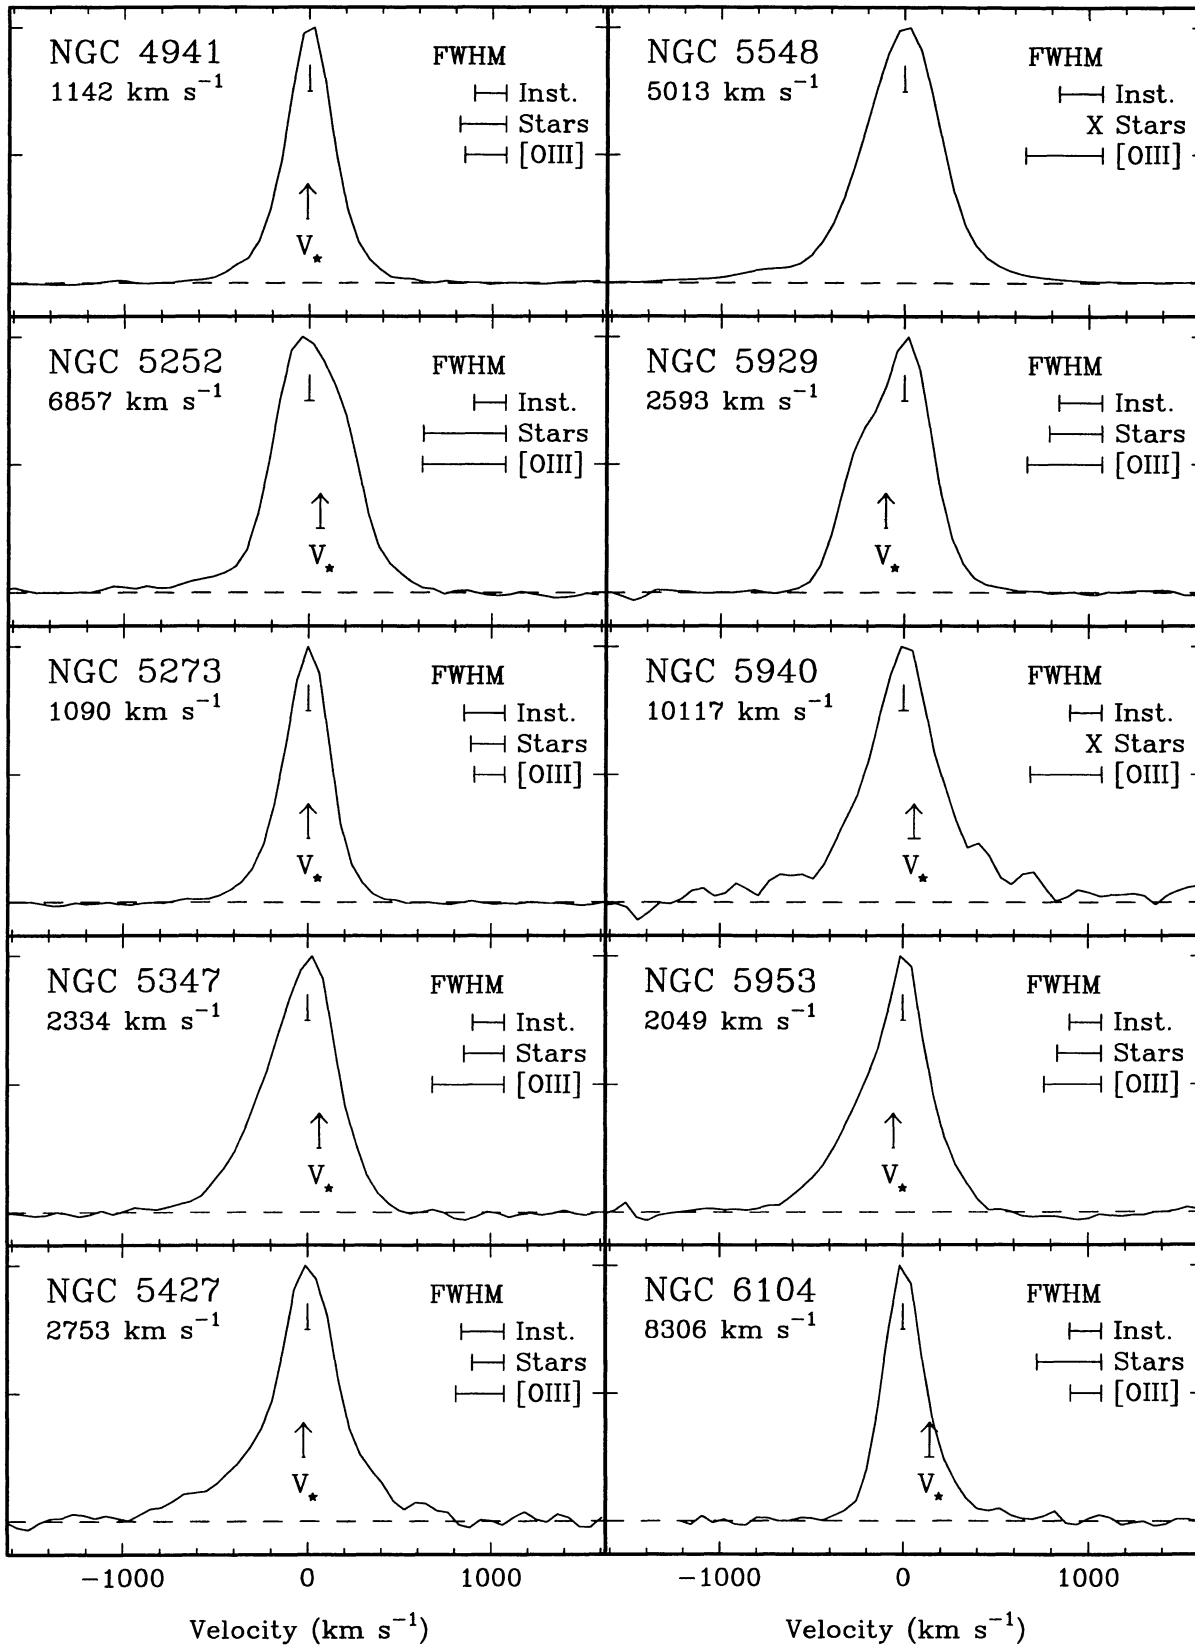 NGC 4941
1142 km s⁻¹
FWHM
Inst.
Stars
[OIII]
V⋆
NGC 5548
5013 km s⁻¹
FWHM
Inst.
X Stars
[OIII]
NGC 5252
6857 km s⁻¹
FWHM
Inst.
Stars
[OIII]
V⋆
NGC 5929
2593 km s⁻¹
FWHM
Inst.
Stars
[OIII]
V⋆
NGC 5273
1090 km s⁻¹
FWHM
Inst.
Stars
[OIII]
V⋆
NGC 5940
10117 km s⁻¹
FWHM
Inst.
X Stars
[OIII]
V⋆
NGC 5347
2334 km s⁻¹
FWHM
Inst.
Stars
[OIII]
V⋆
NGC 5953
2049 km s⁻¹
FWHM
Inst.
Stars
[OIII]
V⋆
NGC 5427
2753 km s⁻¹
FWHM
Inst.
Stars
[OIII]
V⋆
NGC 6104
8306 km s⁻¹
FWHM
Inst.
Stars
[OIII]
V⋆
−1000 0 1000
−1000 0 1000
Velocity (km s⁻¹)
Velocity (km s⁻¹)